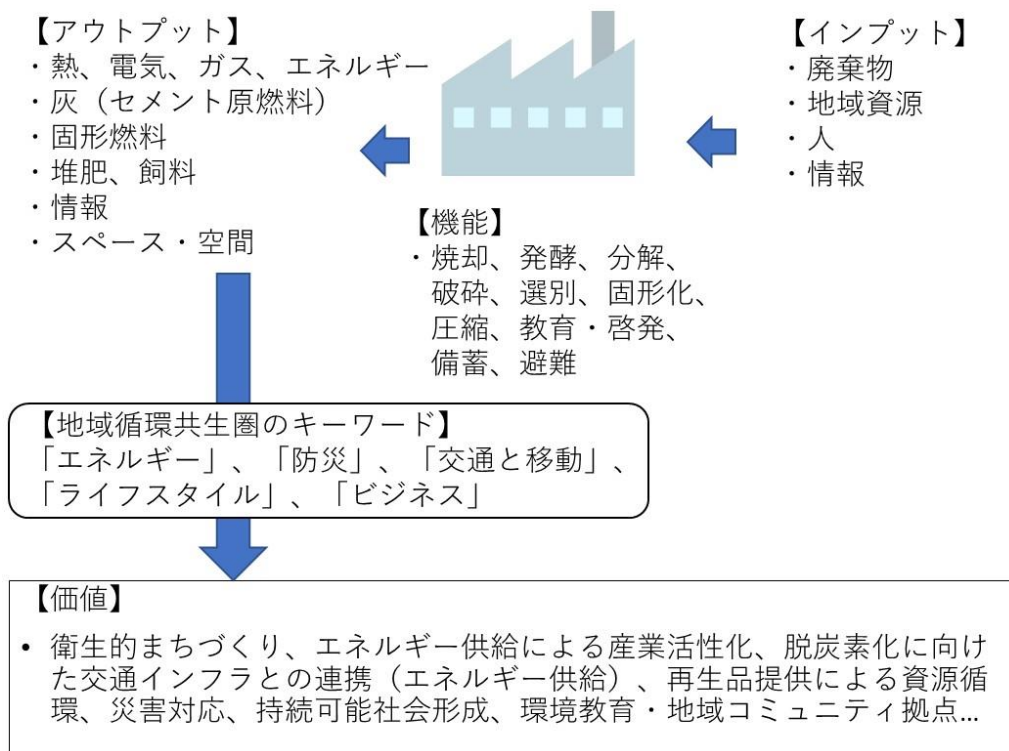 【アウトプット】
・熱、電気、ガス、エネルギー
・灰（セメント原燃料）
・固形燃料
・堆肥、飼料
・情報
・スペース・空間
【インプット】
・廃棄物
・地域資源
・人
・情報
【機能】
・焼却、発酵、分解、
破砕、選別、固形化、
圧縮、教育・啓発、
備蓄、避難
【地域循環共生圏のキーワード】
「エネルギー」、「防災」、「交通と移動」、
「ライフスタイル」、「ビジネス」
【価値】
• 衛生的まちづくり、エネルギー供給による産業活性化、脱炭素化に向け
た交通インフラとの連携（エネルギー供給）、再生品提供による資源循
環、災害対応、持続可能社会形成、環境教育・地域コミュニティ拠点...